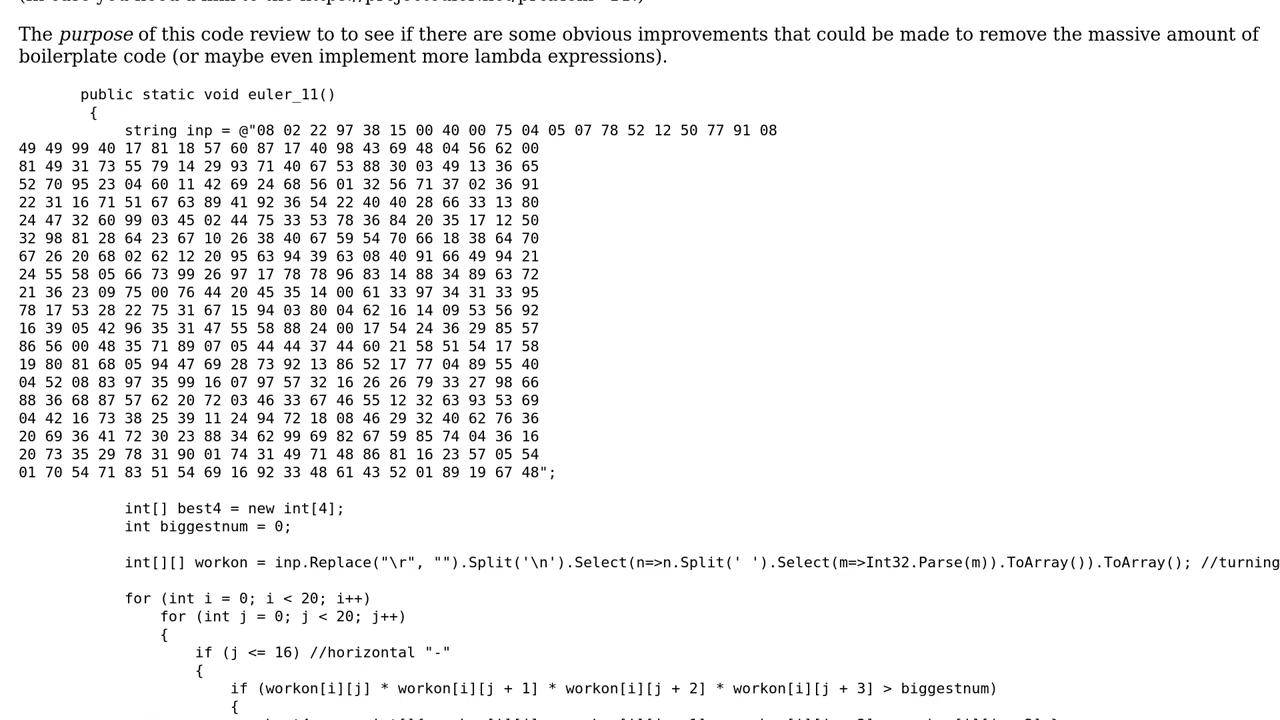 The purpose of this code review to to see if there are some obvious improvements that could be made to remove the massive amount of
boilerplate code (or maybe even implement more lambda expressions).
public static void euler_11()
{
string inp = @"08 02 22 97 38 15 00 40 00 75 04 05 07 78 52 12 50 77 91 08
49 49 99 40 17 81 18 57 60 87 17 40 98 43 69 48 04 56 62 00
81 49 31 73 55 79 14 29 93 71 40 67 53 88 30 03 49 13 36 65
52 70 95 23 04 60 11 42 69 24 68 56 01 32 56 71 37 02 36 91
22 31 16 71 51 67 63 89 41 92 36 54 22 40 40 28 66 33 13 80
24 47 32 60 99 03 45 02 44 75 33 53 78 36 84 20 35 17 12 50
32 98 81 28 64 23 67 10 26 38 40 67 59 54 70 66 18 38 64 70
67 26 20 68 02 62 12 20 95 63 94 39 63 08 40 91 66 49 94 21
24 55 58 05 66 73 99 26 97 17 78 78 96 83 14 88 34 89 63 72
21 36 23 09 75 00 76 44 20 45 35 14 00 61 33 97 34 31 33 95
78 17 53 28 22 75 31 67 15 94 03 80 04 62 16 14 09 53 56 92
16 39 05 42 96 35 31 47 55 58 88 24 00 17 54 24 36 29 85 57
86 56 00 48 35 71 89 07 05 44 44 37 44 60 21 58 51 54 17 58
19 80 81 68 05 94 47 69 28 73 92 13 86 52 17 77 04 89 55 40
04 52 08 83 97 35 99 16 07 97 57 32 16 26 26 79 33 27 98 66
88 36 68 87 57 62 20 72 03 46 33 67 46 55 12 32 63 93 53 69
04 42 16 73 38 25 39 11 24 94 72 18 08 46 29 32 40 62 76 36
20 69 36 41 72 30 23 88 34 62 99 69 82 67 59 85 74 04 36 16
20 73 35 29 78 31 90 01 74 31 49 71 48 86 81 16 23 57 05 54
01 70 54 71 83 51 54 69 16 92 33 48 61 43 52 01 89 19 67 48";
int[] best4 = new int[4];
int biggestnum = 0;
int[][] workon = inp.Replace("\r", "").Split('\n').Select(n=>n.Split(' ').Select(m=>Int32.Parse(m)).ToArray()).ToArray(); //turning
for (int i = 0; i < 20; i++)
for (int j = 0; j < 20; j++)
{
if (j <= 16) //horizontal "-"
{
if (workon[i][j] * workon[i][j + 1] * workon[i][j + 2] * workon[i][j + 3] > biggestnum)
{